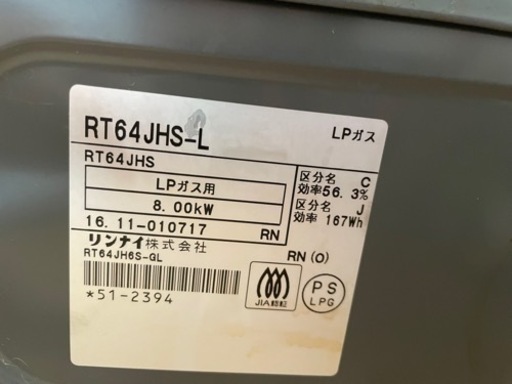 RT64JHS-L
LPガス
RT64JHS
LPガス用
8.00kW
区分名 C
効率56.3%
区分名 J
効率 167Wh
16.11-010717 RN
リンナイ株式会社
RT64JH6S-GL
RN(O)
*51-2394
JIA認証
PS
LPG